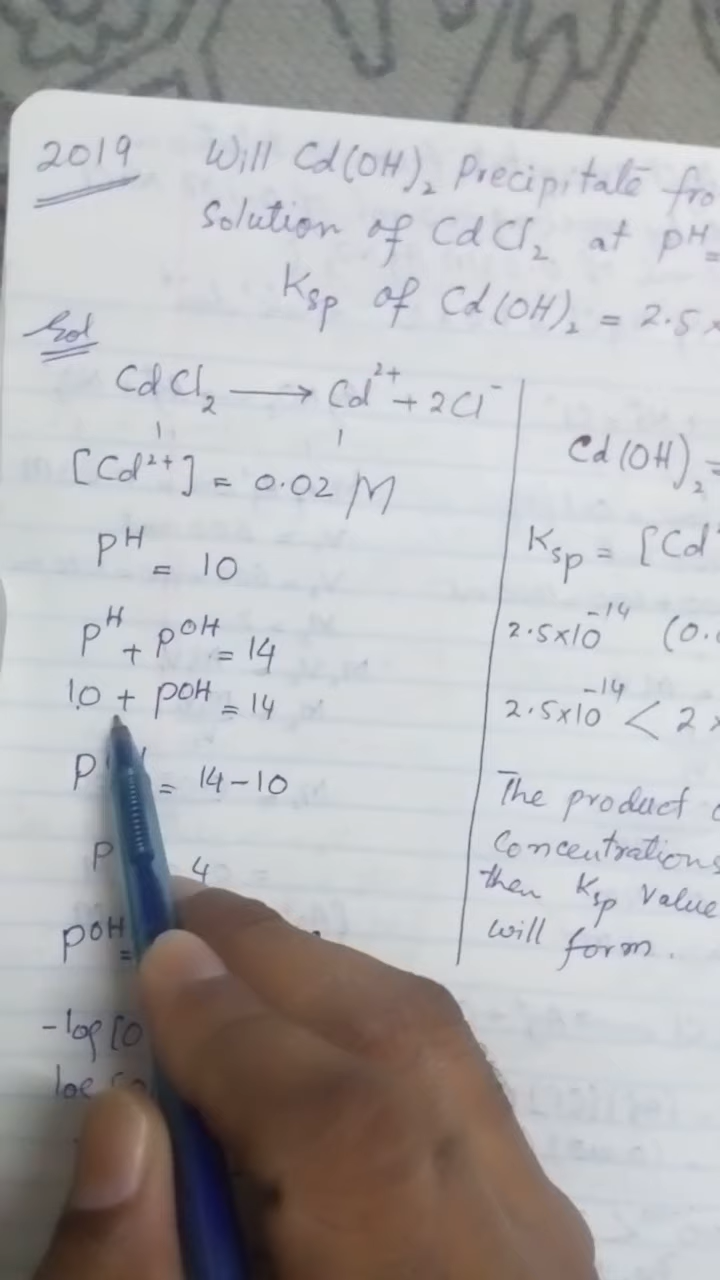 2019 Will Cd(OH)₂ Precipitate
Solution of CdCl₂ at pH =
Ksp of Cd(OH)₂ = 2.5 ×
Sol
CdCl₂ ⟶ Cd²⁺ + 2Cl⁻
[Cd²⁺] = 0.02 M
pH = 10
pH + pOH = 14
10 + pOH = 14
= 14 - 10
4
pOH =
-log [O
Cd(OH)₂
Ksp = [Cd
2.5×10⁻¹⁴ (0.
2.5×10⁻¹⁴ < 2 ×
The product
Concentrations
then Ksp value
will form.